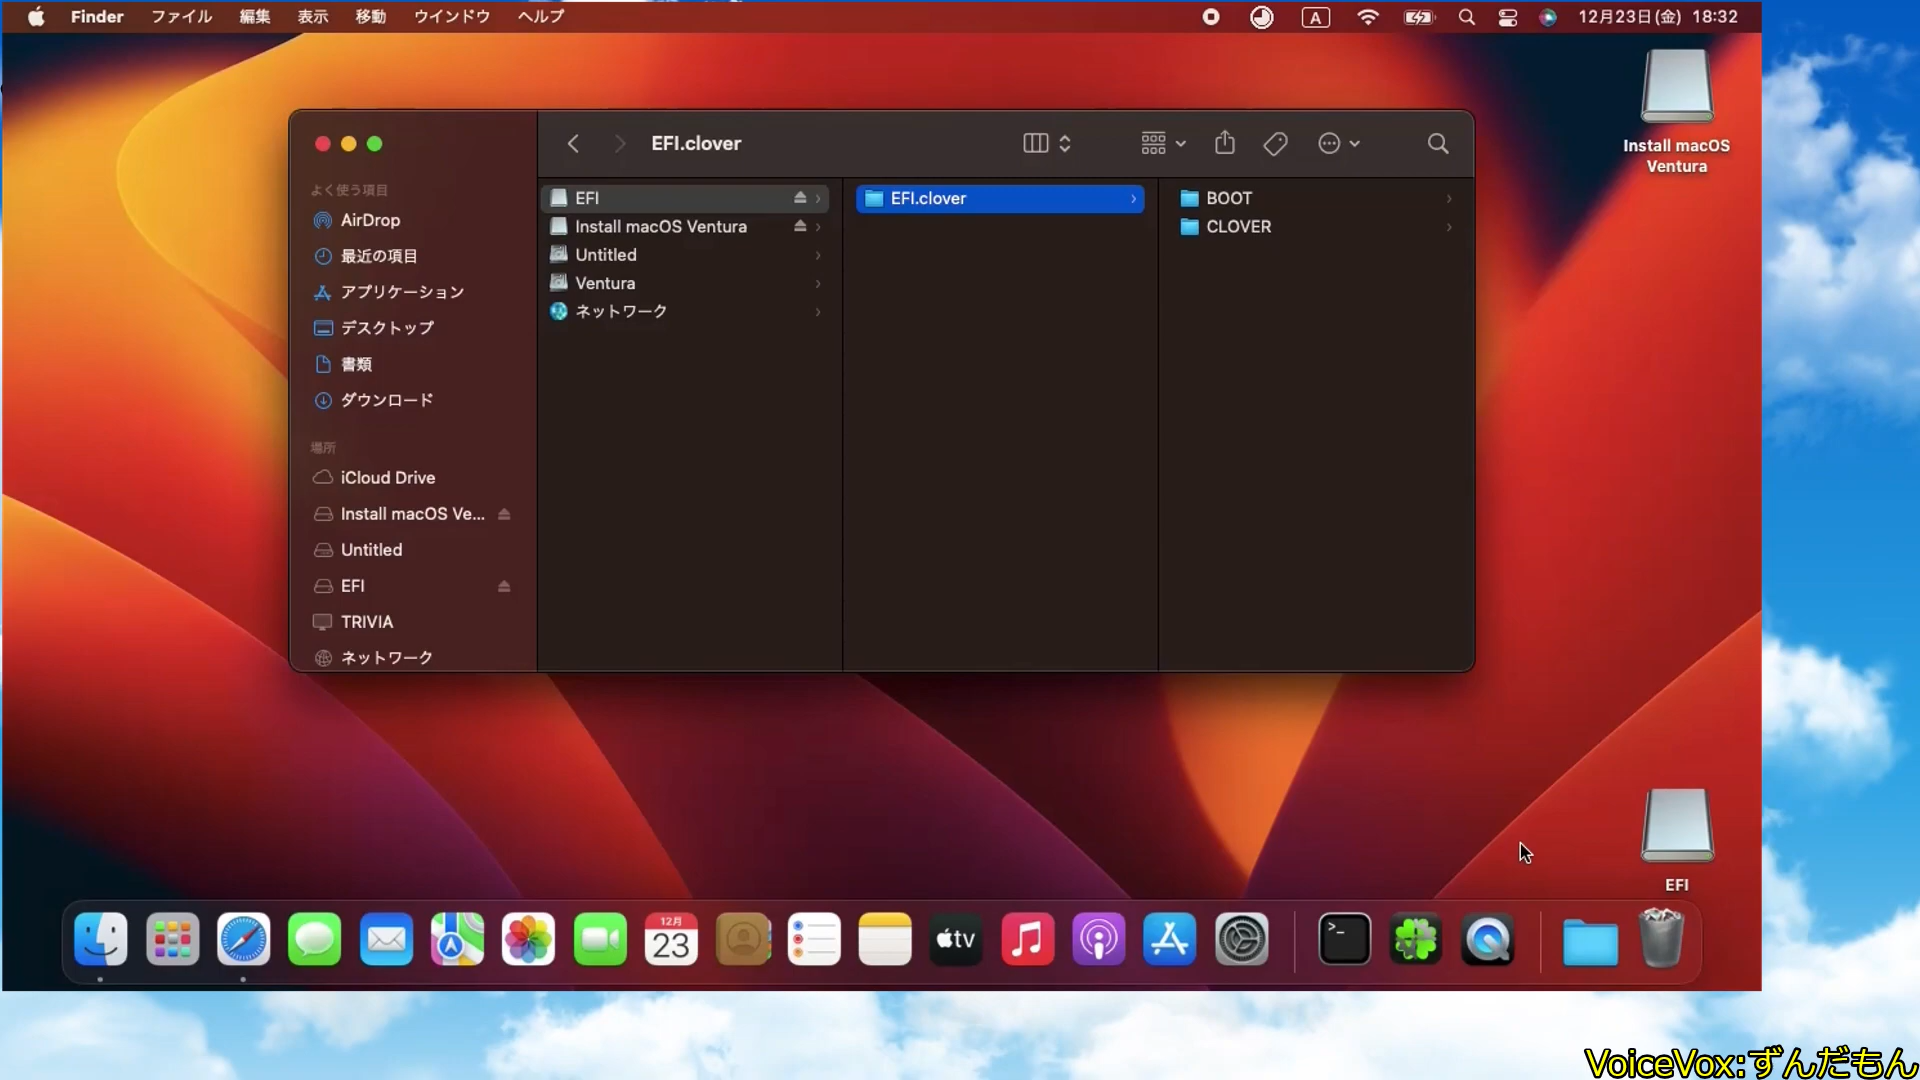 Finder ファイル 編集 表示 移動 ウインドウ ヘルプ A 12月23日(金) 18:32
EFI.clover
よく使う項目
AirDrop
最近の項目
アプリケーション
デスクトップ
書類
ダウンロード
場所
iCloud Drive
Install macOS Ve...
Untitled
EFI
TRIVIA
ネットワーク
EFI
Install macOS Ventura
Untitled
Ventura
ネットワーク
EFI.clover
BOOT
CLOVER
Install macOS
Ventura
EFI
12月
23
tv
>_
VoiceVox:ずんだもん